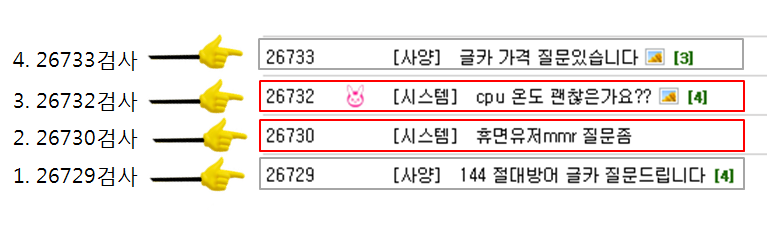 4. 26733검사 26733 [사양] 글카 가격 질문있습니다 [3]
3. 26732검사 26732 [시스템] cpu 온도 괜찮은가요?? [4]
2. 26730검사 26730 [시스템] 휴면유저mmr 질문좀
1. 26729검사 26729 [사양] 144 절대방어 글카 질문드립니다 [4]